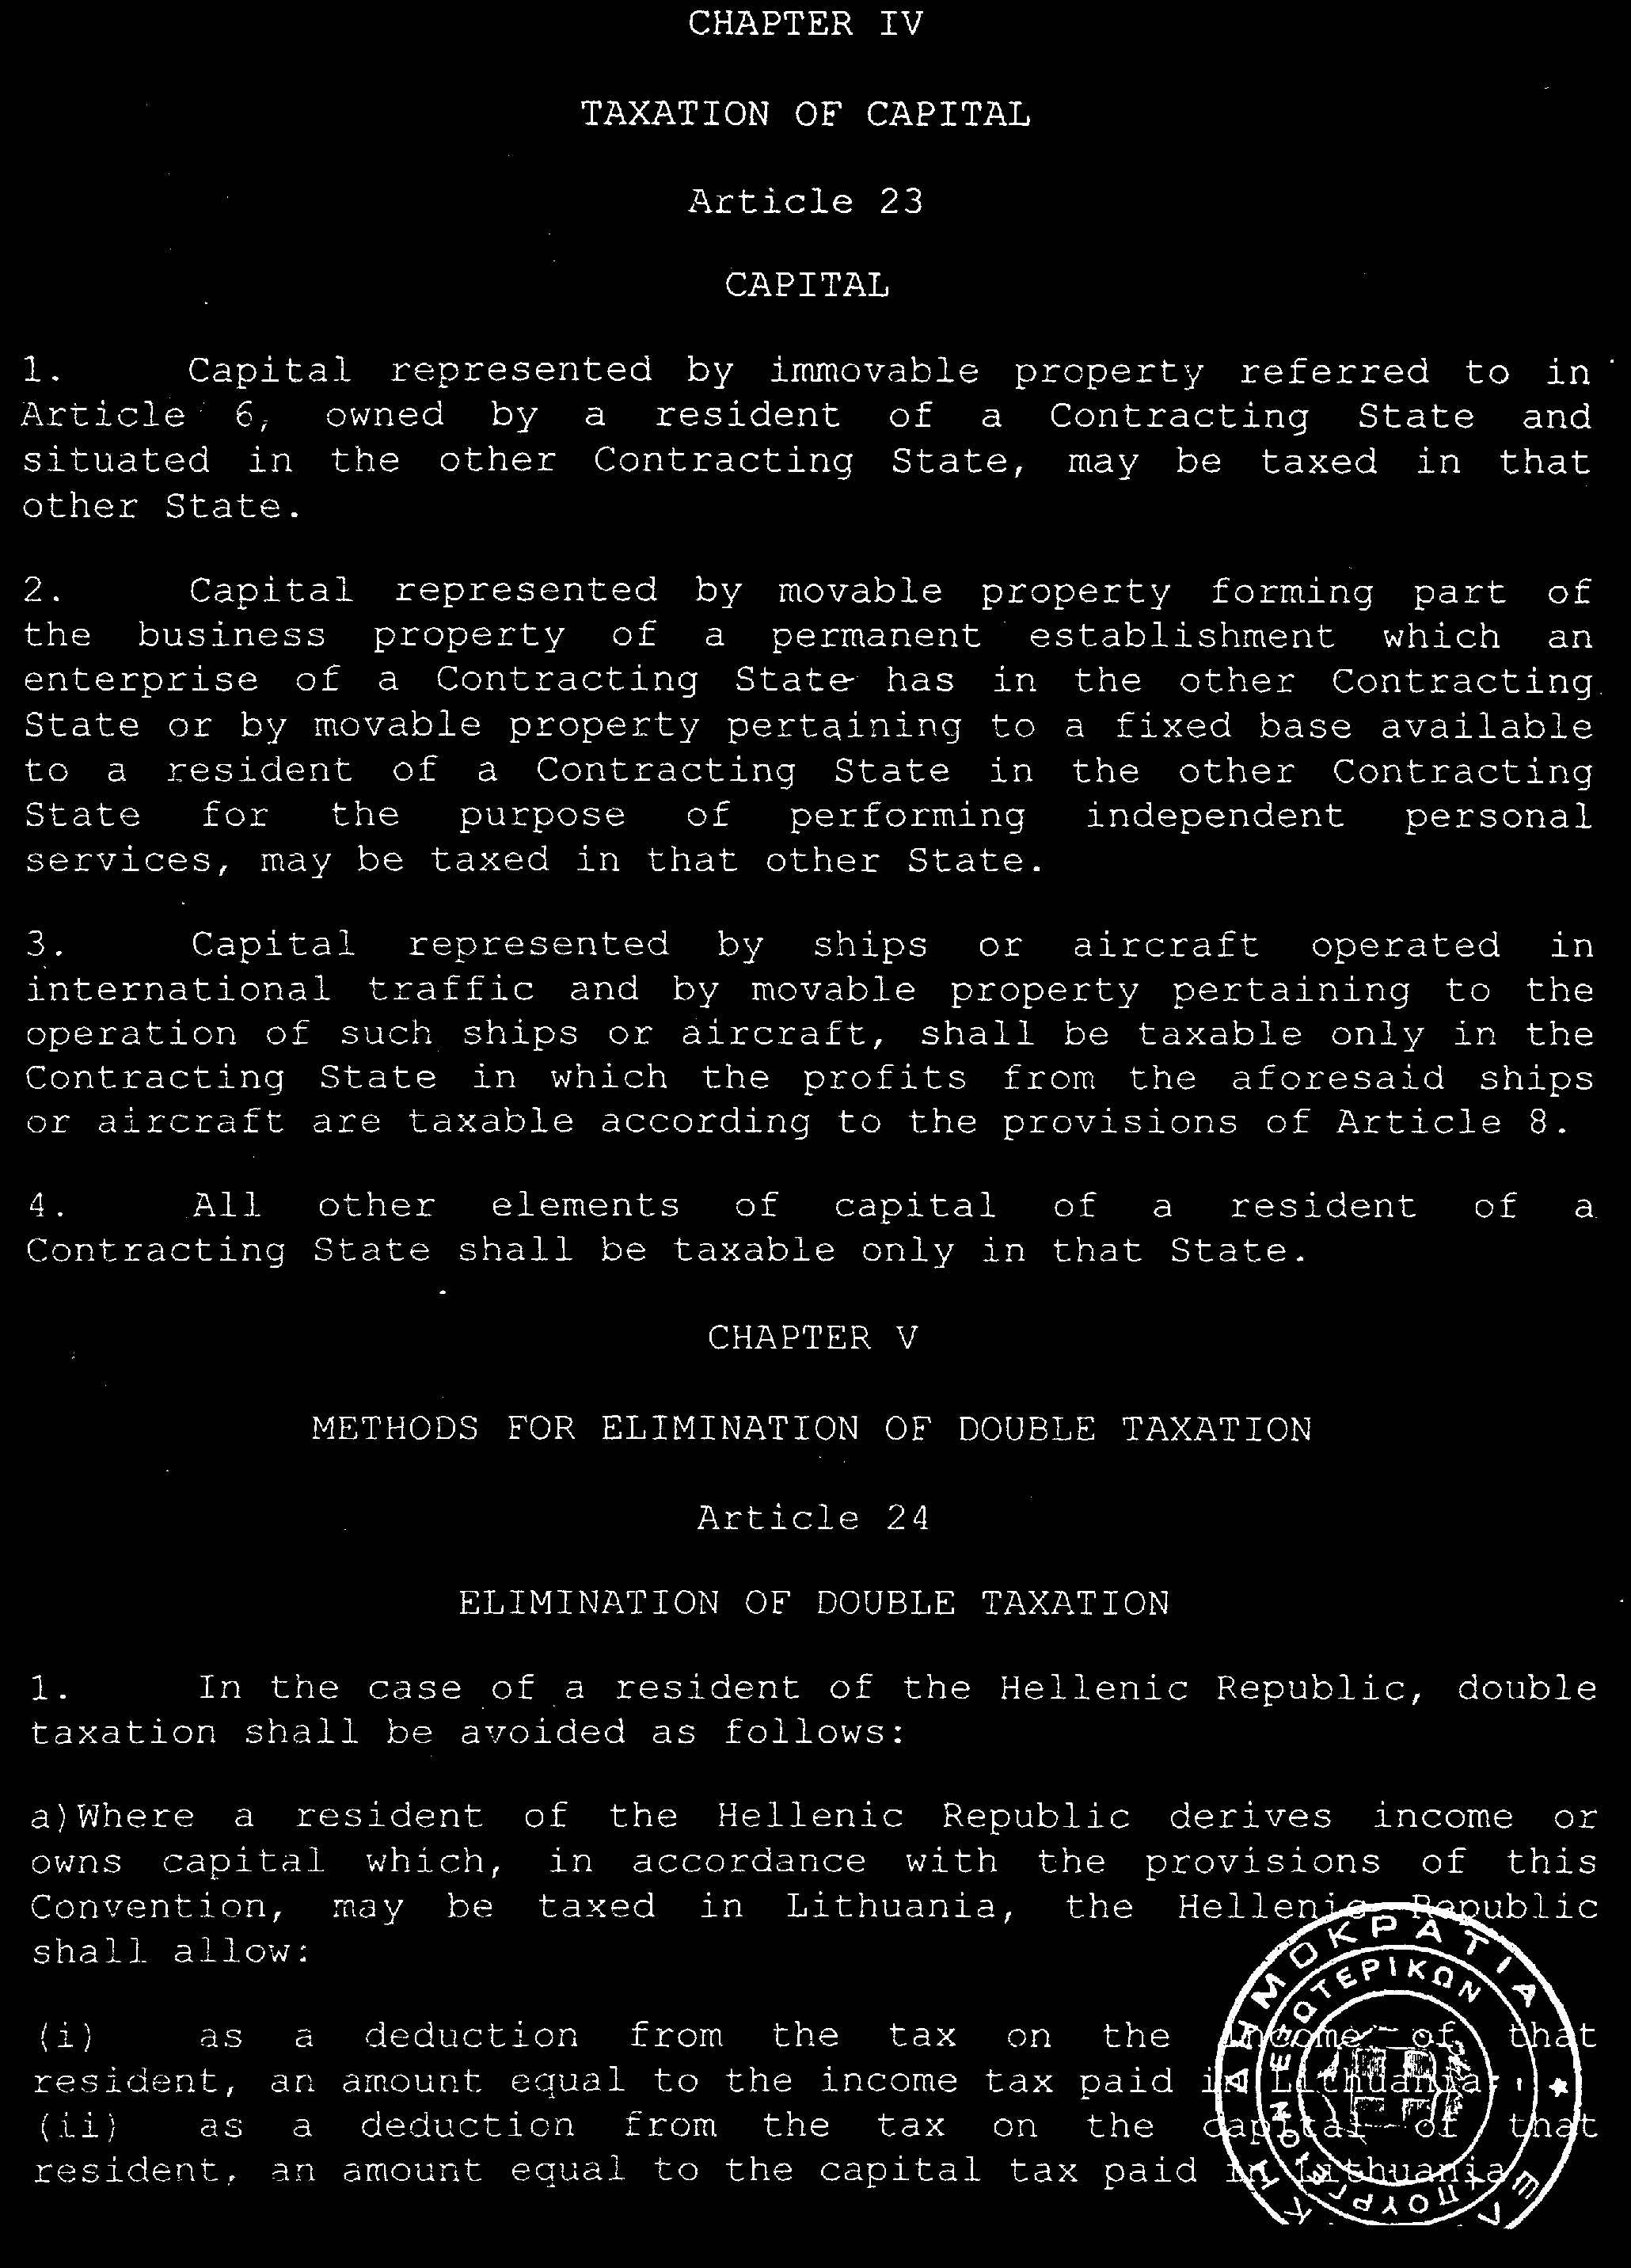 CHAPTER IV
TAXATION OF CAPITAL
Article 23
CAPITAL
1. Capital represented by immovable property referred to in
Article 6, owned by a resident of a Contracting State and
situated in the other Contracting State, may be taxed in that
other State.
2. Capital represented by movable property forming part of
the business property of a permanent establishment which an
enterprise of a Contracting State has in the other Contracting
State or by movable property pertaining to a fixed base available
to a resident of a Contracting State in the other Contracting
State for the purpose of performing independent personal
services, may be taxed in that other State.
3. Capital represented by ships or aircraft operated in
international traffic and by movable property pertaining to the
operation of such ships or aircraft, shall be taxable only in the
Contracting State in which the profits from the aforesaid ships
or aircraft are taxable according to the provisions of Article 8.
4. All other elements of capital of a resident of a
Contracting State shall be taxable only in that State.
CHAPTER V
METHODS FOR ELIMINATION OF DOUBLE TAXATION
Article 24
ELIMINATION OF DOUBLE TAXATION
1. In the case of a resident of the Hellenic Republic, double
taxation shall be avoided as follows:
a)Where a resident of the Hellenic Republic derives income or
owns capital which, in accordance with the provisions of this
Convention, may be taxed in Lithuania, the Hellenic Republic
shall allow:
(i) as a deduction from the tax on the income of that
resident, an amount equal to the income tax paid in Lithuania;
(ii) as a deduction from the tax on the capital of that
resident, an amount equal to the capital tax paid in Lithuania
ΔΗΜΟΚΡΑΤΙΑ
ΕΞΩΤΕΡΙΚΩΝ